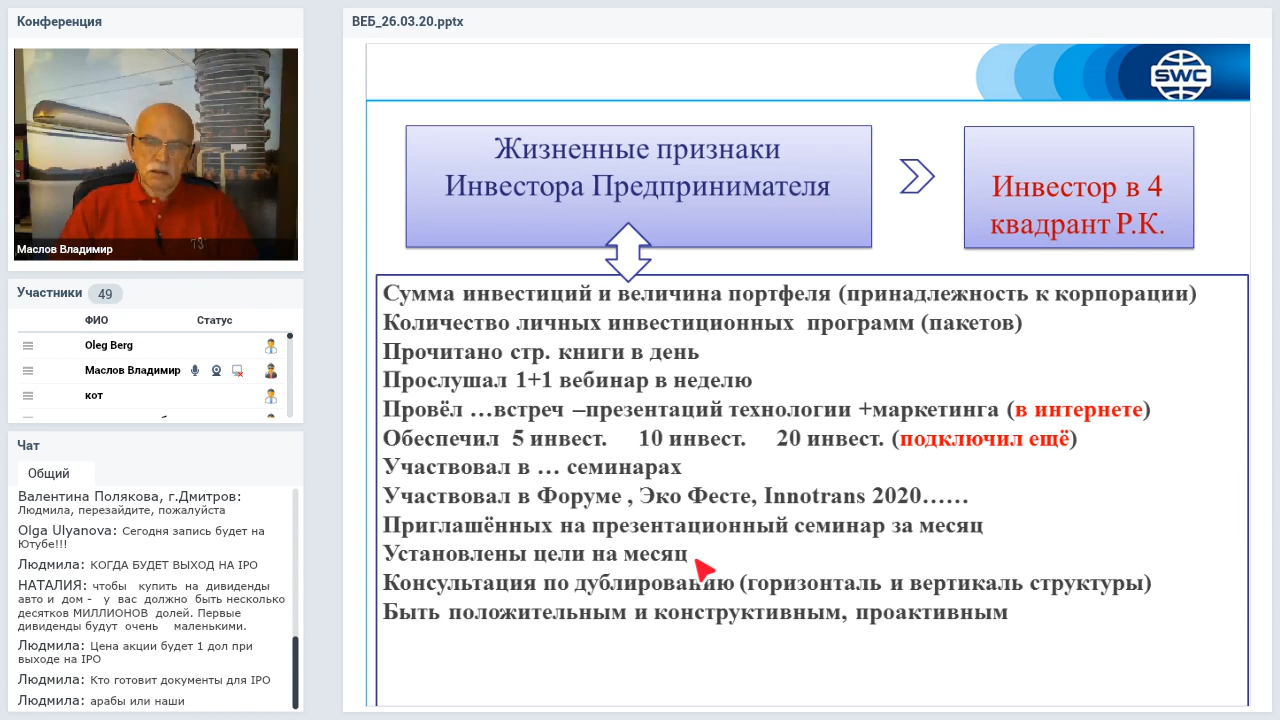 Конференция
Маслов Владимир
Участники 49
ФИО Статус
Oleg Berg
Маслов Владимир
кот
Чат
Общий
Валентина Полякова, г.Дмитров:
Людмила, перезайдите, пожалуйста
Olga Ulyanova: Сегодня запись будет на
Ютубе!!!
Людмила: КОГДА БУДЕТ ВЫХОД НА IPO
НАТАЛИЯ: чтобы купить на дивиденды
авто и дом - у вас должно быть несколько
десятков МИЛЛИОНОВ долей. Первые
дивиденды будут очень маленькими.
Людмила: Цена акции будет 1 дол при
выходе на IPO
Людмила: Кто готовит документы для IPO
Людмила: арабы или наши
ВЕБ_26.03.20.pptx
SWC
Жизненные признаки
Инвестора Предпринимателя
Инвестор в 4
квадрант Р.К.
Сумма инвестиций и величина портфеля (принадлежность к корпорации)
Количество личных инвестиционных программ (пакетов)
Прочитано стр. книги в день
Прослушал 1+1 вебинар в неделю
Провёл …встреч –презентаций технологии +маркетинга (в интернете)
Обеспечил 5 инвест. 10 инвест. 20 инвест. (подключил ещё)
Участвовал в … семинарах
Участвовал в Форуме , Эко Фесте, Innotrans 2020……
Приглашённых на презентационный семинар за месяц
Установлены цели на месяц
Консультация по дублированию (горизонталь и вертикаль структуры)
Быть положительным и конструктивным, проактивным